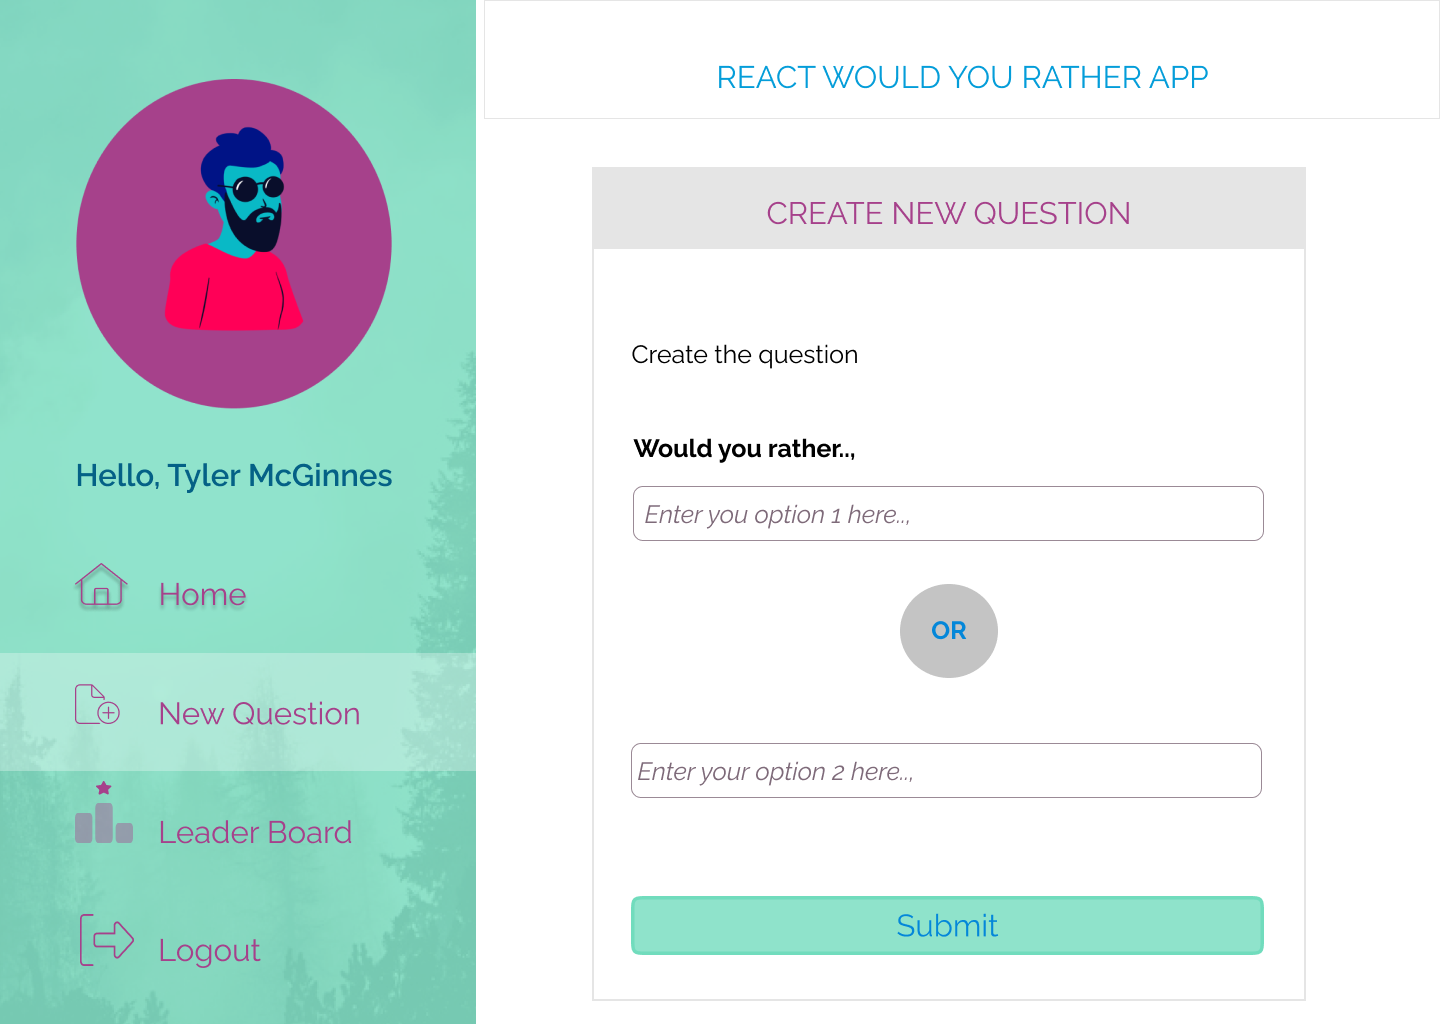 REACT WOULD YOU RATHER APP
Hello, Tyler McGinnes
Home
New Question
Leader Board
Logout
CREATE NEW QUESTION
Create the question
Would you rather..,
Enter you option 1 here..,
OR
Enter your option 2 here..,
Submit